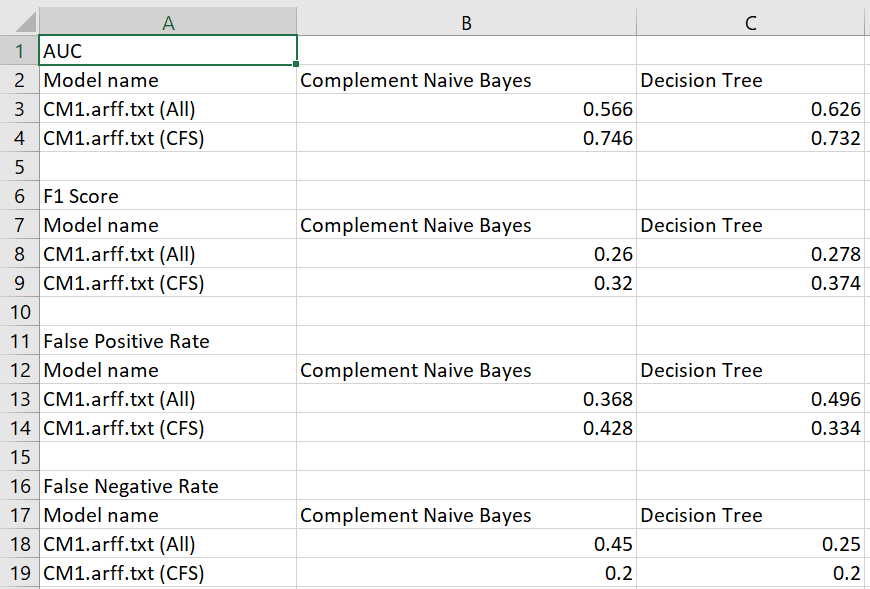 A B C
1 AUC
2 Model name Complement Naive Bayes Decision Tree
3 CM1.arff.txt (All) 0.566 0.626
4 CM1.arff.txt (CFS) 0.746 0.732
5
6 F1 Score
7 Model name Complement Naive Bayes Decision Tree
8 CM1.arff.txt (All) 0.26 0.278
9 CM1.arff.txt (CFS) 0.32 0.374
10
11 False Positive Rate
12 Model name Complement Naive Bayes Decision Tree
13 CM1.arff.txt (All) 0.368 0.496
14 CM1.arff.txt (CFS) 0.428 0.334
15
16 False Negative Rate
17 Model name Complement Naive Bayes Decision Tree
18 CM1.arff.txt (All) 0.45 0.25
19 CM1.arff.txt (CFS) 0.2 0.2